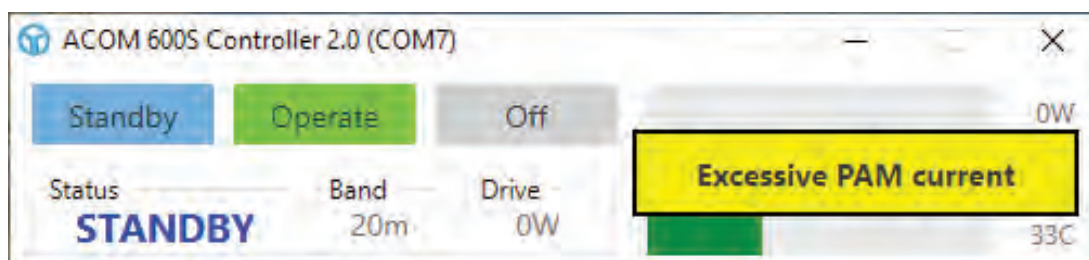 ACOM 600S Controller 2.0 (COM7)
Standby Operate Off
0W
Excessive PAM current
Status Band Drive
STANDBY 20m 0W
33C